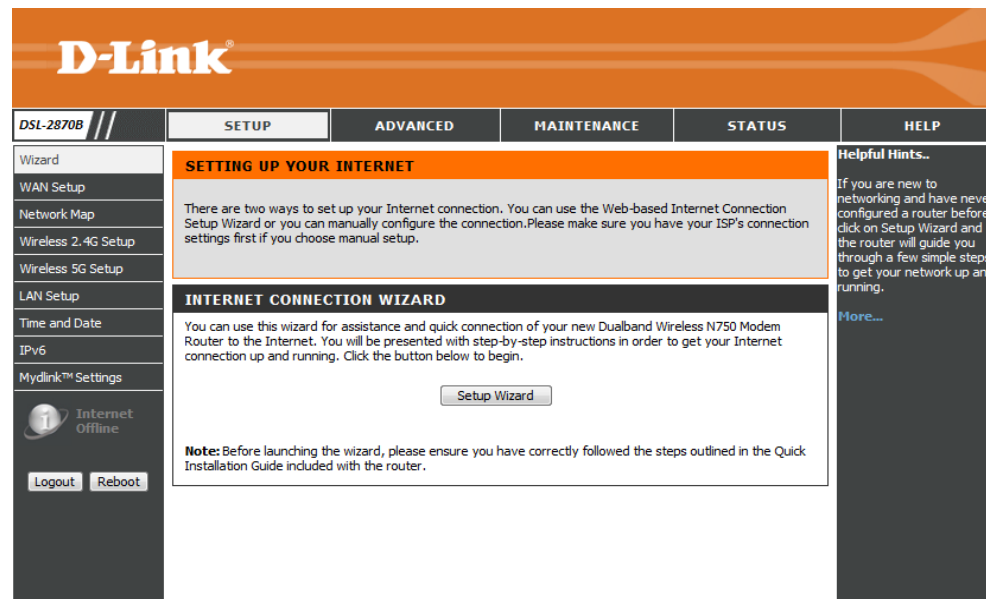 D-Link®
DSL-2870B
SETUP
ADVANCED
MAINTENANCE
STATUS
HELP
Wizard
WAN Setup
Network Map
Wireless 2.4G Setup
Wireless 5G Setup
LAN Setup
Time and Date
IPv6
Mydlink™ Settings
Internet
Offline
Logout
Reboot
SETTING UP YOUR INTERNET
There are two ways to set up your Internet connection. You can use the Web-based Internet Connection
Setup Wizard or you can manually configure the connection.Please make sure you have your ISP's connection
settings first if you choose manual setup.
INTERNET CONNECTION WIZARD
You can use this wizard for assistance and quick connection of your new Dualband Wireless N750 Modem
Router to the Internet. You will be presented with step-by-step instructions in order to get your Internet
connection up and running. Click the button below to begin.
Setup Wizard
Note: Before launching the wizard, please ensure you have correctly followed the steps outlined in the Quick
Installation Guide included with the router.
Helpful Hints..
If you are new to
networking and have neve
configured a router before
click on Setup Wizard and
the router will guide you
through a few simple steps
to get your network up an
running.
More...